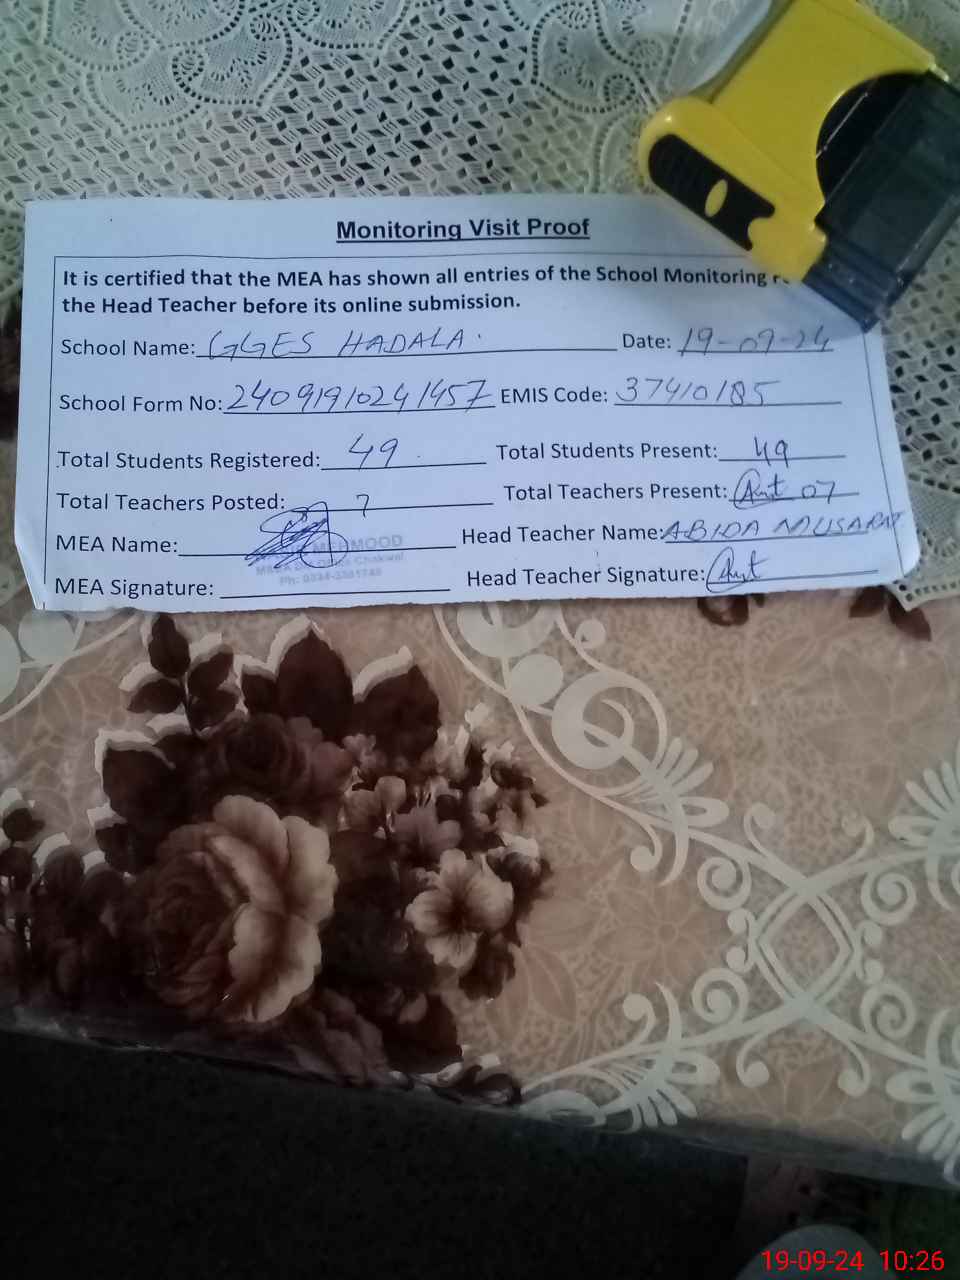 Monitoring Visit Proof
It is certified that the MEA has shown all entries of the School Monitoring
the Head Teacher before its online submission.
School Name: GGES HADALA. Date: 19-09-24
School Form No: 24091910241457 EMIS Code: 37410185
Total Students Registered: 49 Total Students Present: 49
Total Teachers Posted: 7 Total Teachers Present: 07
MEA Name: MEHMOOD Head Teacher Name: ABIDA MUSARAT
Chakwal
MEA Signature: Head Teacher Signature:
19-09-24 10:26